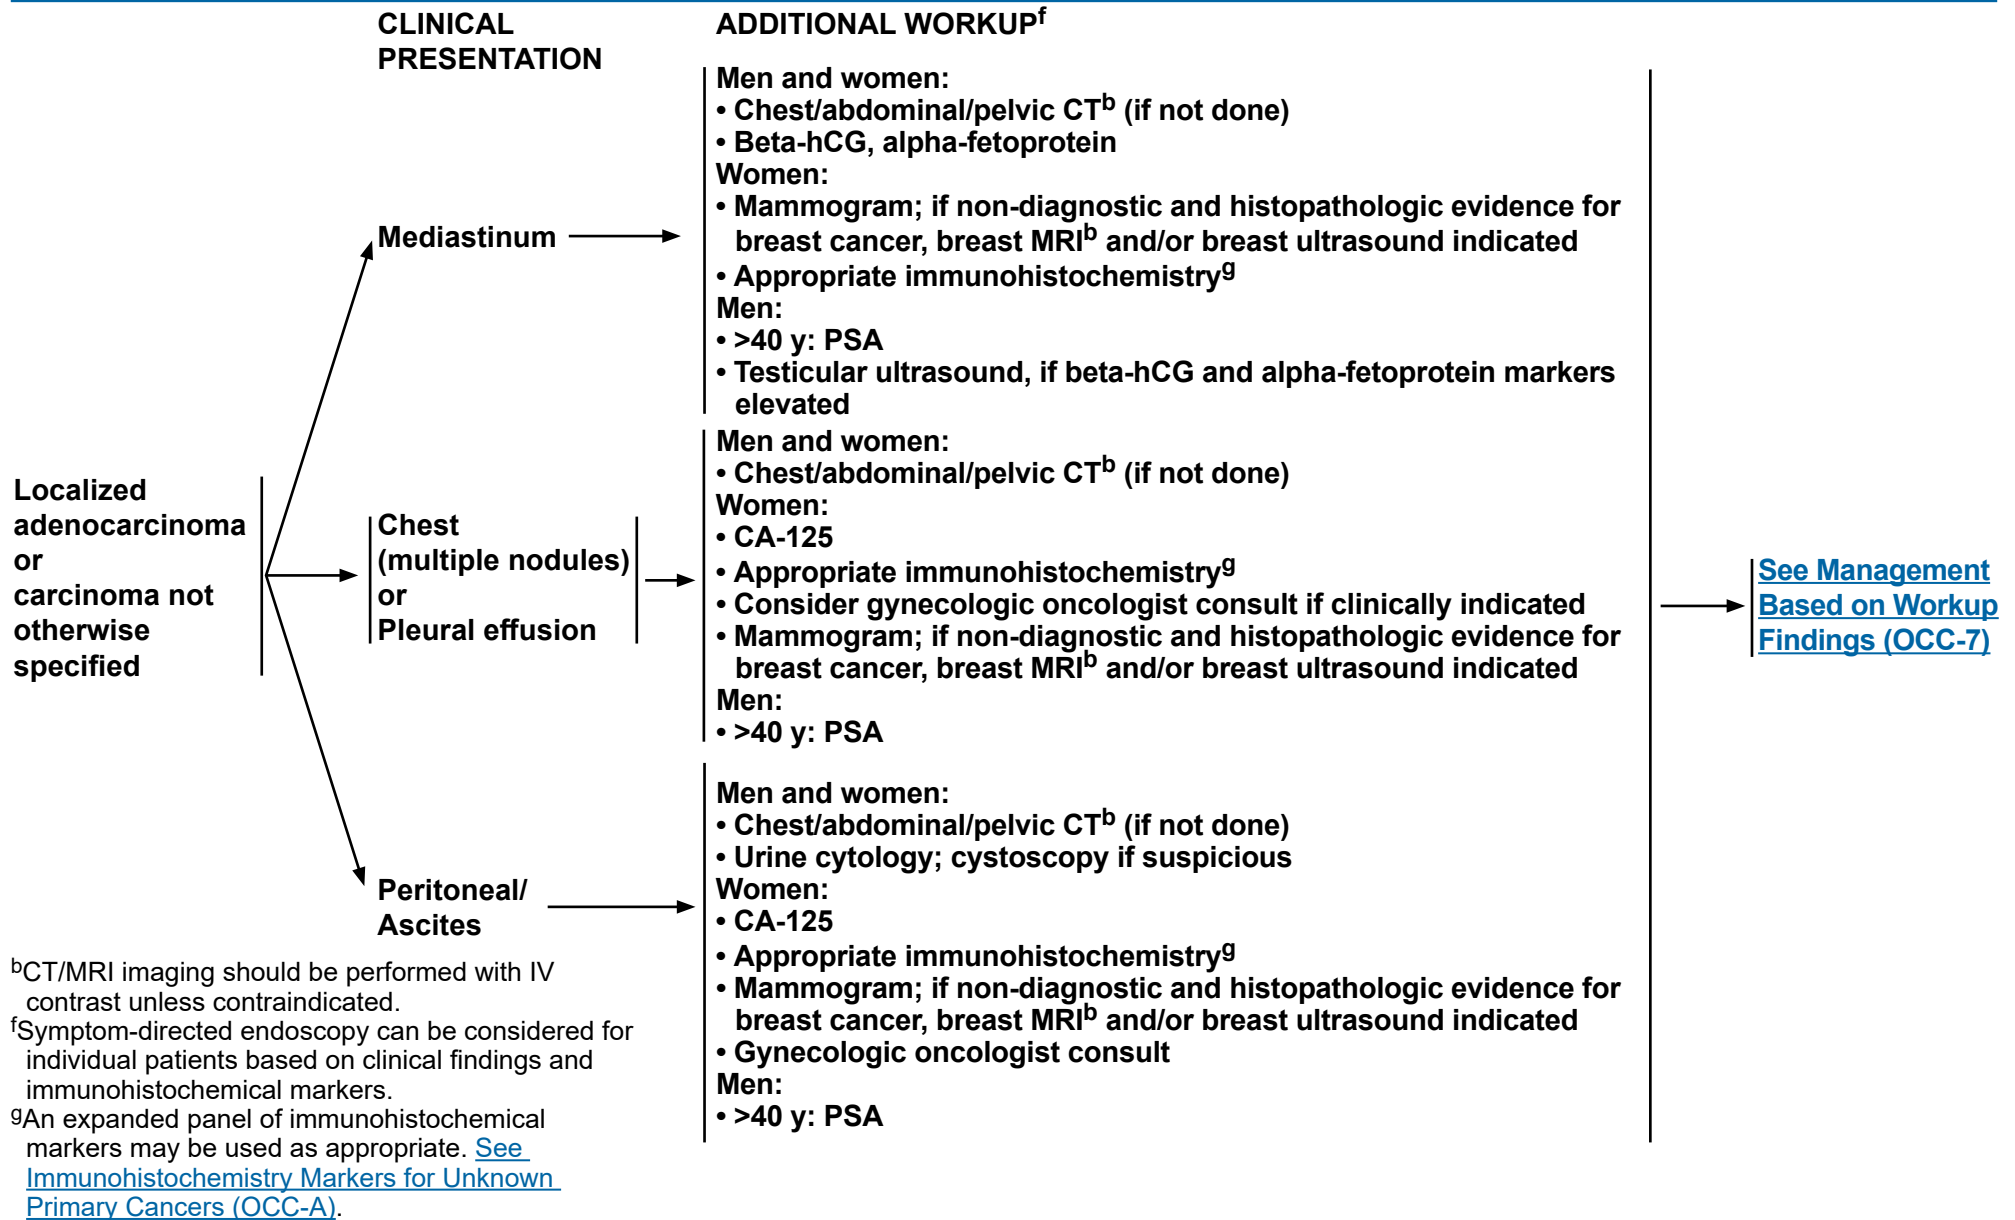 CLINICAL
PRESENTATION
ADDITIONAL WORKUPf
Localized
adenocarcinoma
or
carcinoma not
otherwise
specified
Mediastinum
Men and women:
• Chest/abdominal/pelvic CTb (if not done)
• Beta-hCG, alpha-fetoprotein
Women:
• Mammogram; if non-diagnostic and histopathologic evidence for
breast cancer, breast MRIb and/or breast ultrasound indicated
• Appropriate immunohistochemistryg
Men:
• >40 y: PSA
• Testicular ultrasound, if beta-hCG and alpha-fetoprotein markers
elevated
Chest
(multiple nodules)
or
Pleural effusion
Men and women:
• Chest/abdominal/pelvic CTb (if not done)
Women:
• CA-125
• Appropriate immunohistochemistryg
• Consider gynecologic oncologist consult if clinically indicated
• Mammogram; if non-diagnostic and histopathologic evidence for
breast cancer, breast MRIb and/or breast ultrasound indicated
Men:
• >40 y: PSA
Peritoneal/
Ascites
Men and women:
• Chest/abdominal/pelvic CTb (if not done)
• Urine cytology; cystoscopy if suspicious
Women:
• CA-125
• Appropriate immunohistochemistryg
• Mammogram; if non-diagnostic and histopathologic evidence for
breast cancer, breast MRIb and/or breast ultrasound indicated
• Gynecologic oncologist consult
Men:
• >40 y: PSA
See Management
Based on Workup
Findings (OCC-7)
bCT/MRI imaging should be performed with IV
contrast unless contraindicated.
fSymptom-directed endoscopy can be considered for
individual patients based on clinical findings and
immunohistochemical markers.
gAn expanded panel of immunohistochemical
markers may be used as appropriate. See
Immunohistochemistry Markers for Unknown
Primary Cancers (OCC-A).